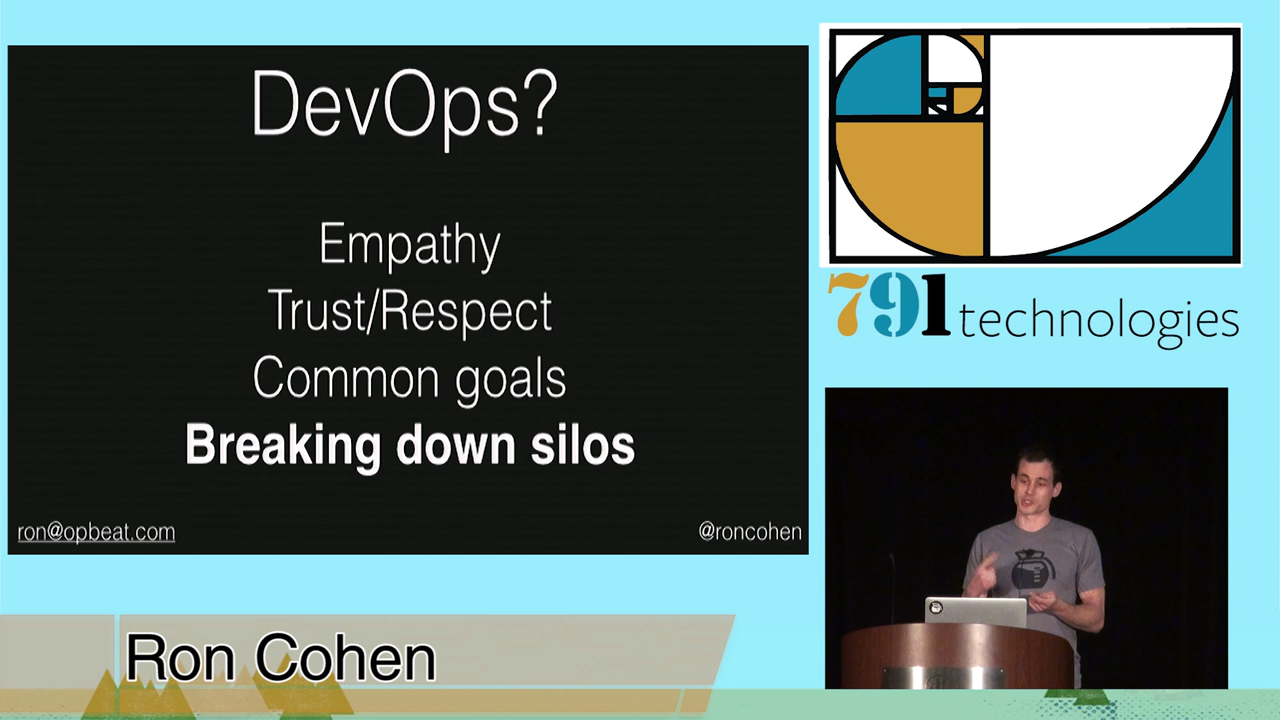 DevOps?
Empathy
Trust/Respect
Common goals
Breaking down silos
ron@opbeat.com
@roncohen
791 technologies
Ron Cohen